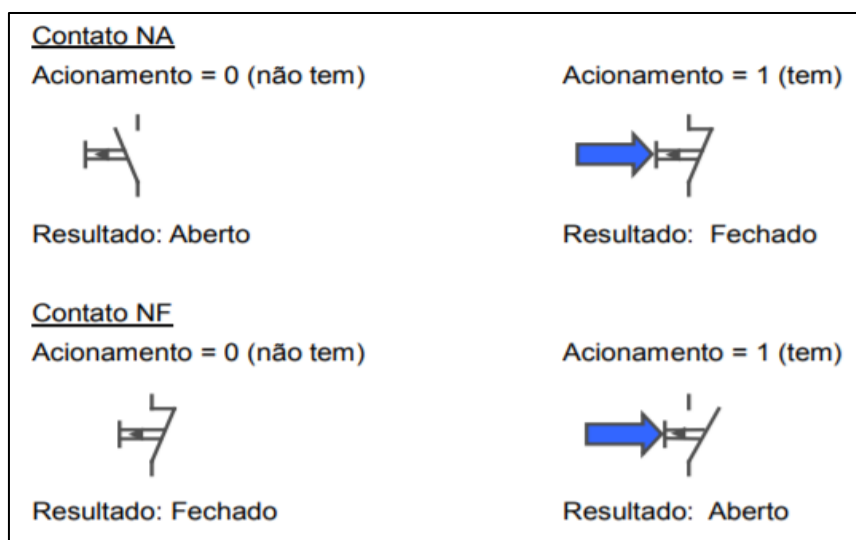 Contato NA
Acionamento = 0 (não tem)
Acionamento = 1 (tem)
Resultado: Aberto
Resultado: Fechado
Contato NF
Acionamento = 0 (não tem)
Acionamento = 1 (tem)
Resultado: Fechado
Resultado: Aberto